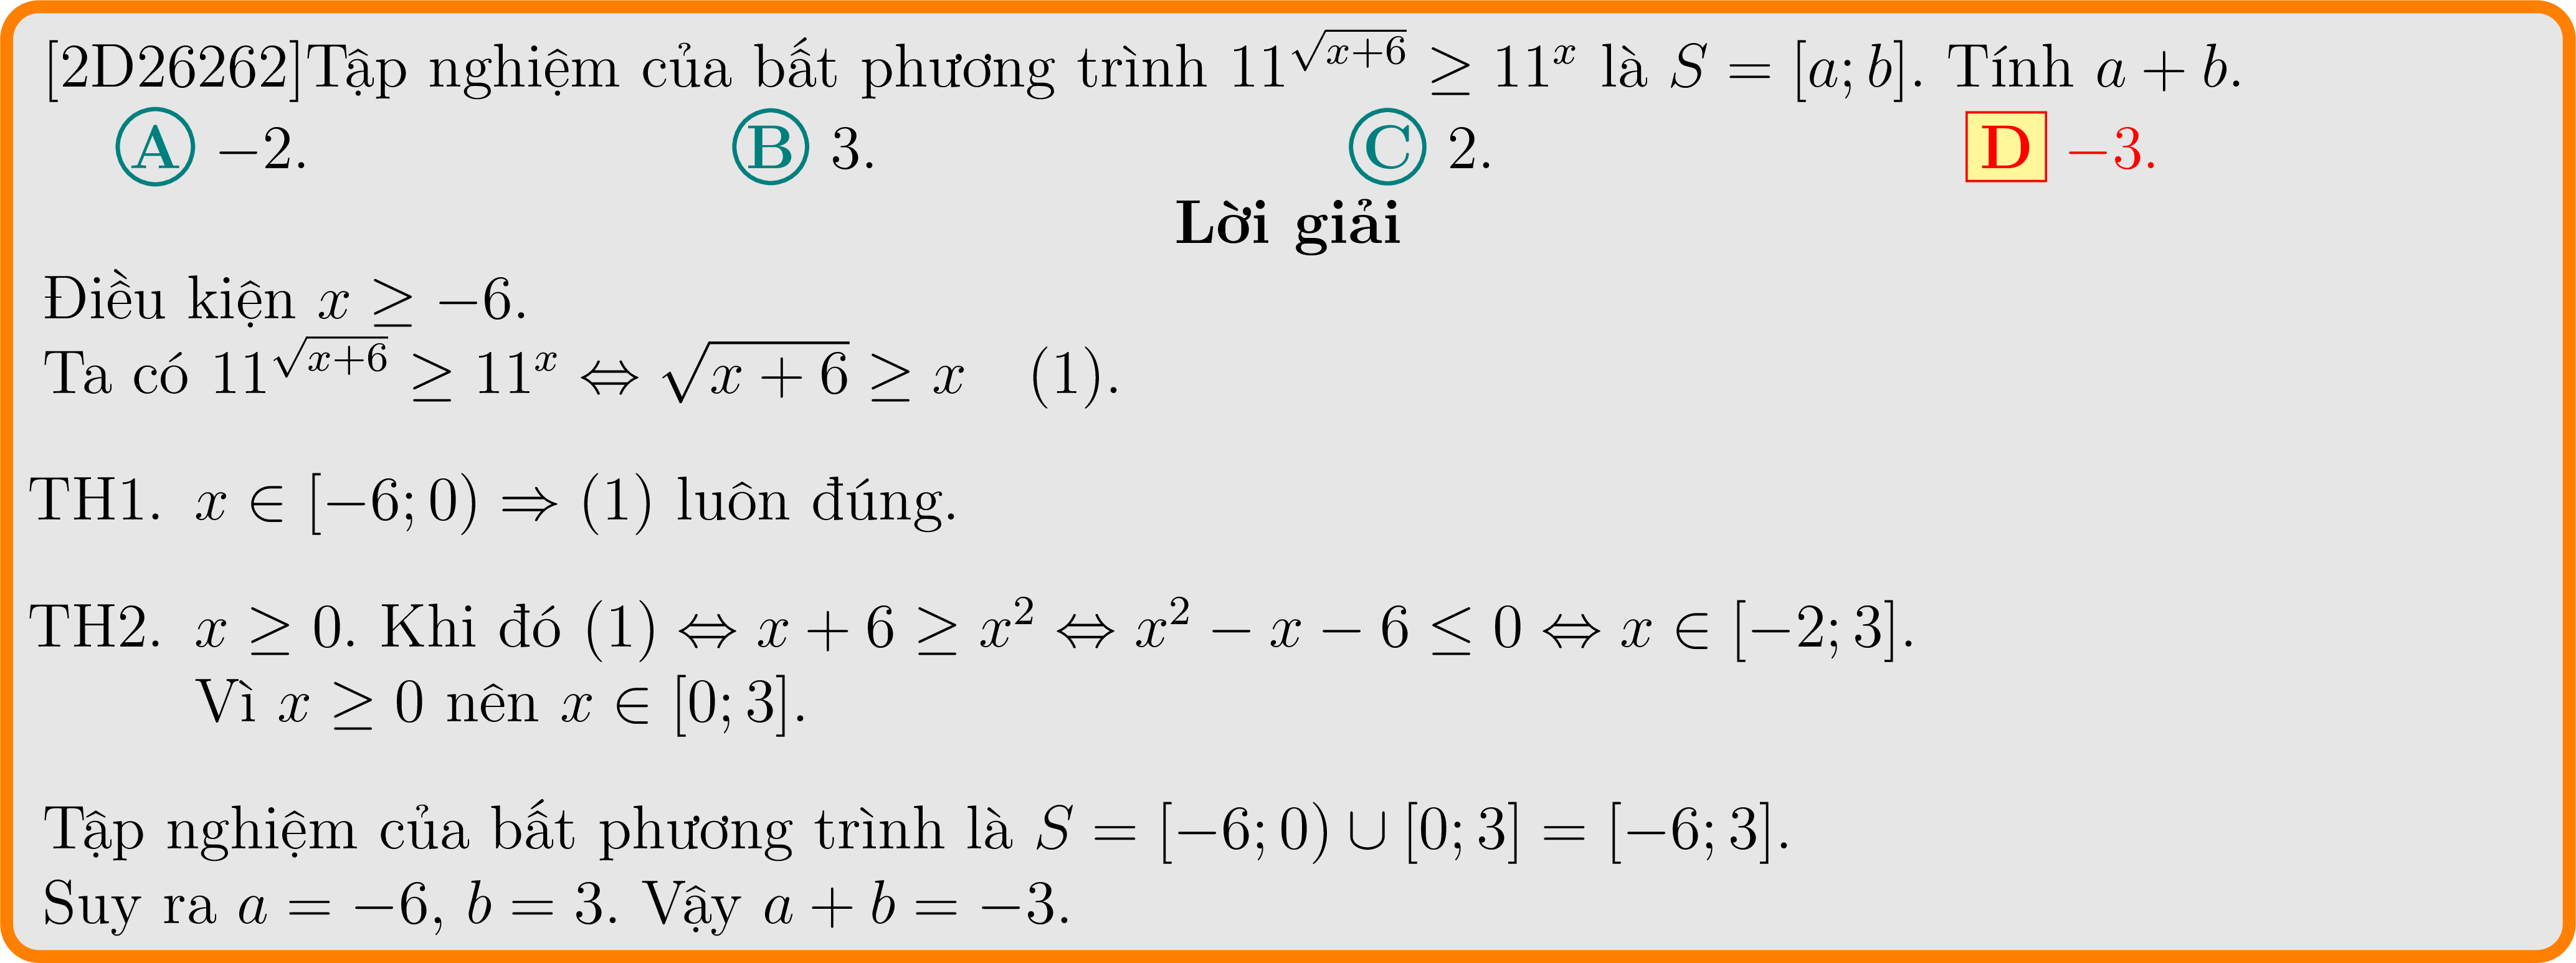 [2D26262]Tập nghiệm của bất phương trình $11^{\sqrt{x+6}} \geq 11^x$ là $S = [a; b]$. Tính $a + b$.
A −2. B 3. C 2. D −3.
Lời giải
Điều kiện $x \geq -6$.
Ta có $11^{\sqrt{x+6}} \geq 11^x \Leftrightarrow \sqrt{x+6} \geq x \quad (1)$.
TH1. $x \in [-6; 0) \Rightarrow (1)$ luôn đúng.
TH2. $x \geq 0$. Khi đó $(1) \Leftrightarrow x + 6 \geq x^2 \Leftrightarrow x^2 - x - 6 \leq 0 \Leftrightarrow x \in [-2; 3]$.
Vì $x \geq 0$ nên $x \in [0; 3]$.
Tập nghiệm của bất phương trình là $S = [-6; 0) \cup [0; 3] = [-6; 3]$.
Suy ra $a = -6$, $b = 3$. Vậy $a + b = -3$.